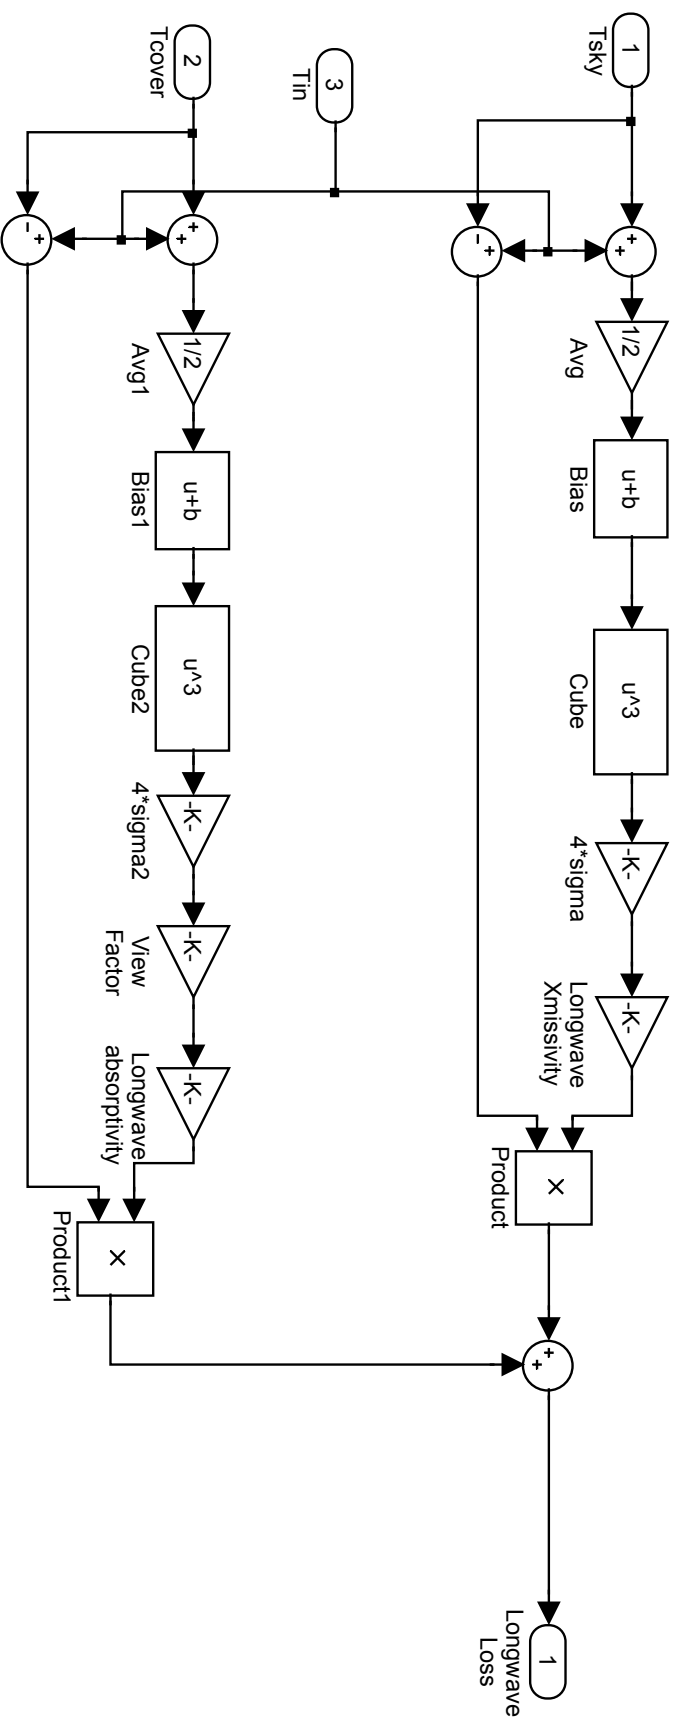 1
Tsky
+
+
-
+
1/2
Avg
u+b
Bias
u^3
Cube
-K-
4*sigma
-K-
Longwave
Xmissivity
×
Product
3
Tin
+
+
1
Longwave
Loss
2
Tcover
+
+
-
+
1/2
Avg1
u+b
Bias1
u^3
Cube2
-K-
4*sigma2
-K-
View
Factor
-K-
Longwave
absorptivity
×
Product1